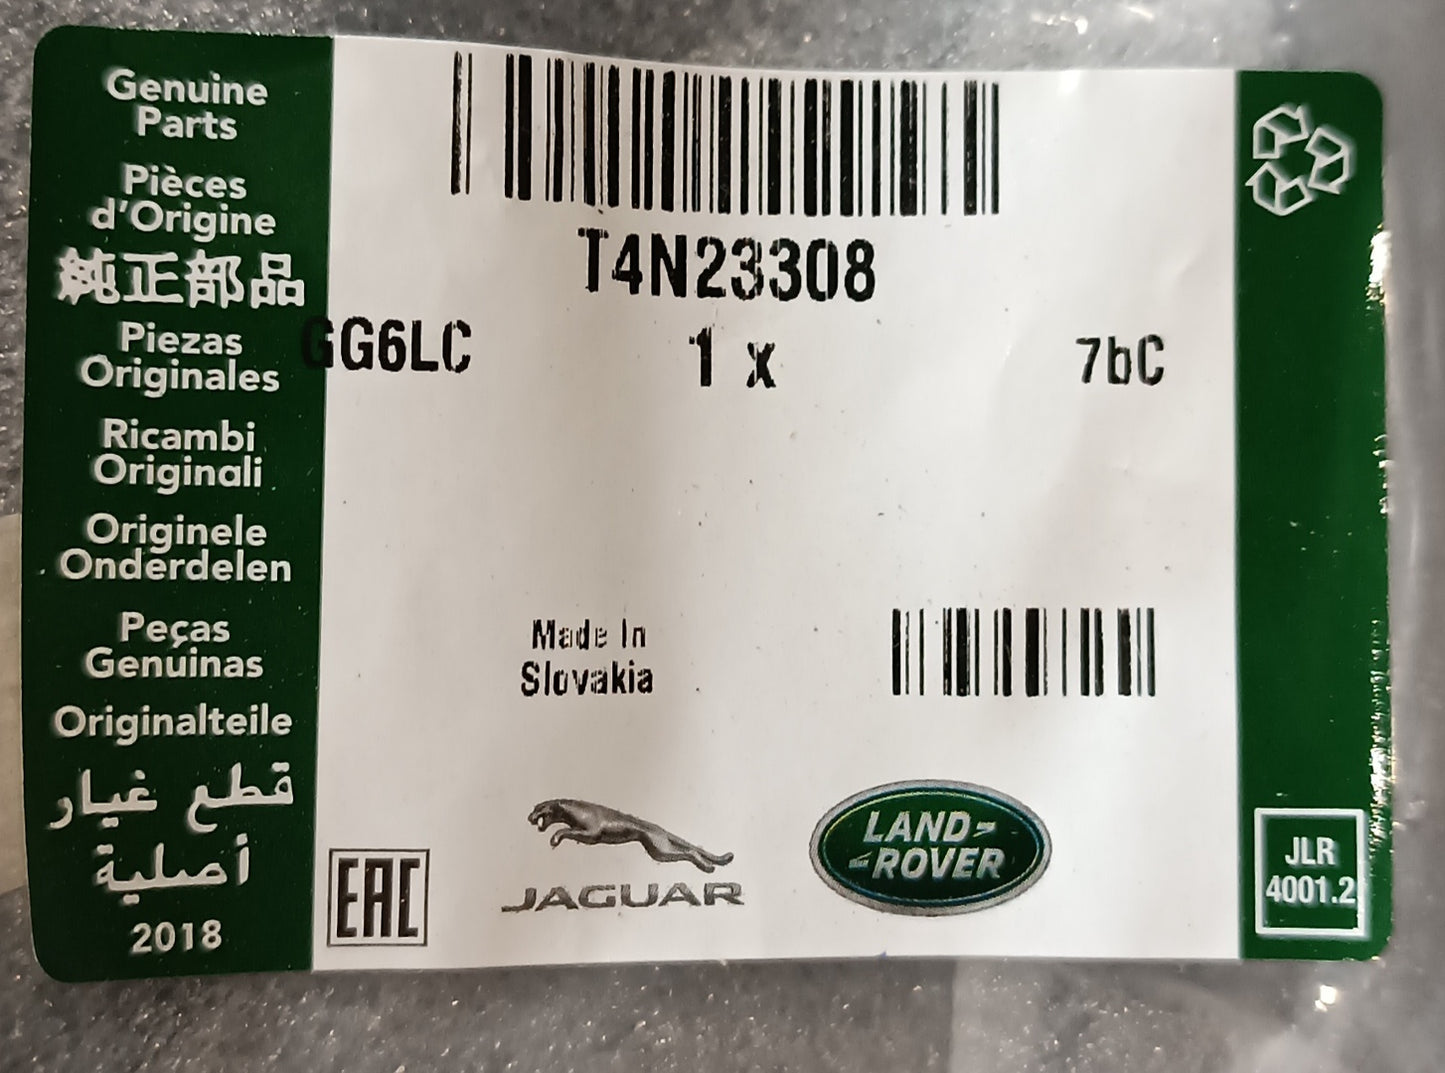 Genuine
Parts
Pièces
d'Origine
純正部品
Piezas
Originales
Ricambi
Originali
Originele
Onderdelen
Peças
Genuinas
Originalteile
قطع غيار
أصلية
2018
T4N23308
GG6LC 1 x 7bC
Made In
Slovakia
EAC
JAGUAR
LAND-
-ROVER
JLR
4001.2